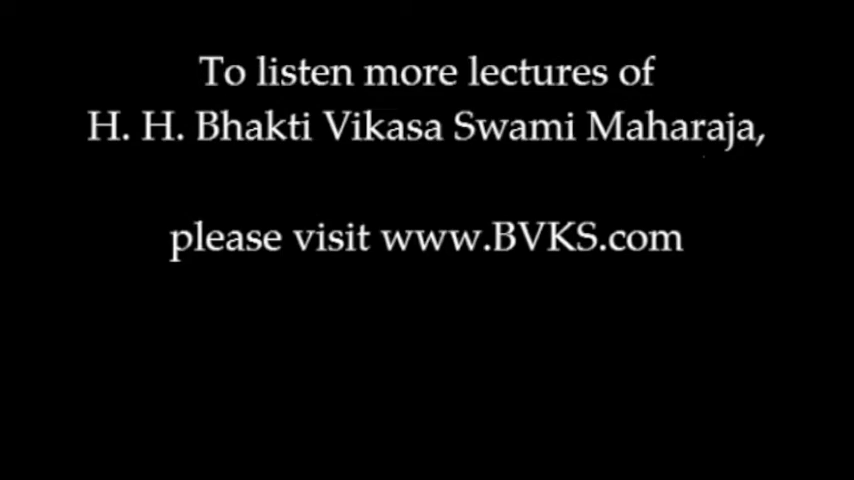 To listen more lectures of
H. H. Bhakti Vikasa Swami Maharaja,
please visit www.BVKS.com